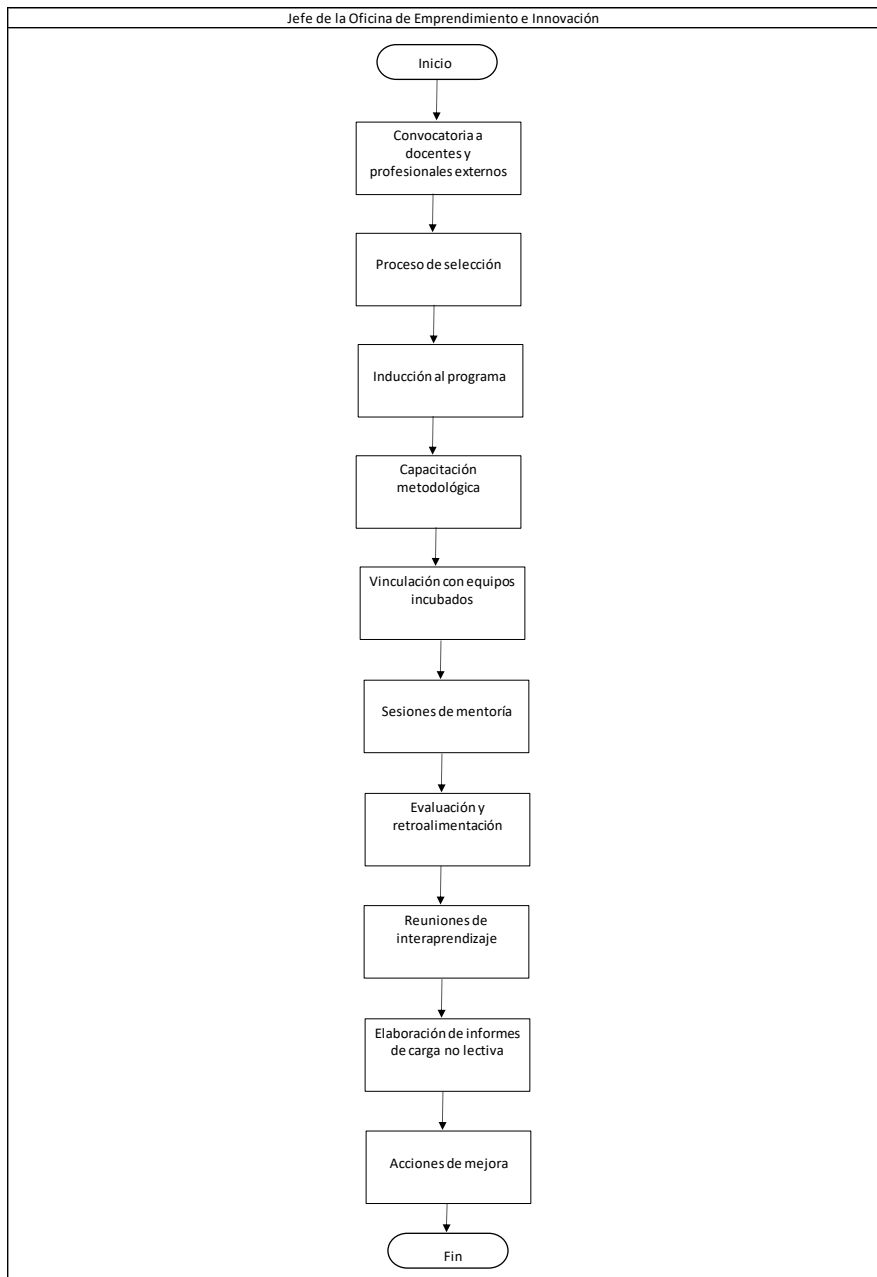 Jefe de la Oficina de Emprendimiento e Innovación
Inicio
Convocatoria a
docentes y
profesionales externos
Proceso de selección
Inducción al programa
Capacitación
metodológica
Vinculación con equipos
incubados
Sesiones de mentoría
Evaluación y
retroalimentación
Reuniones de
interaprendizaje
Elaboración de informes
de carga no lectiva
Acciones de mejora
Fin